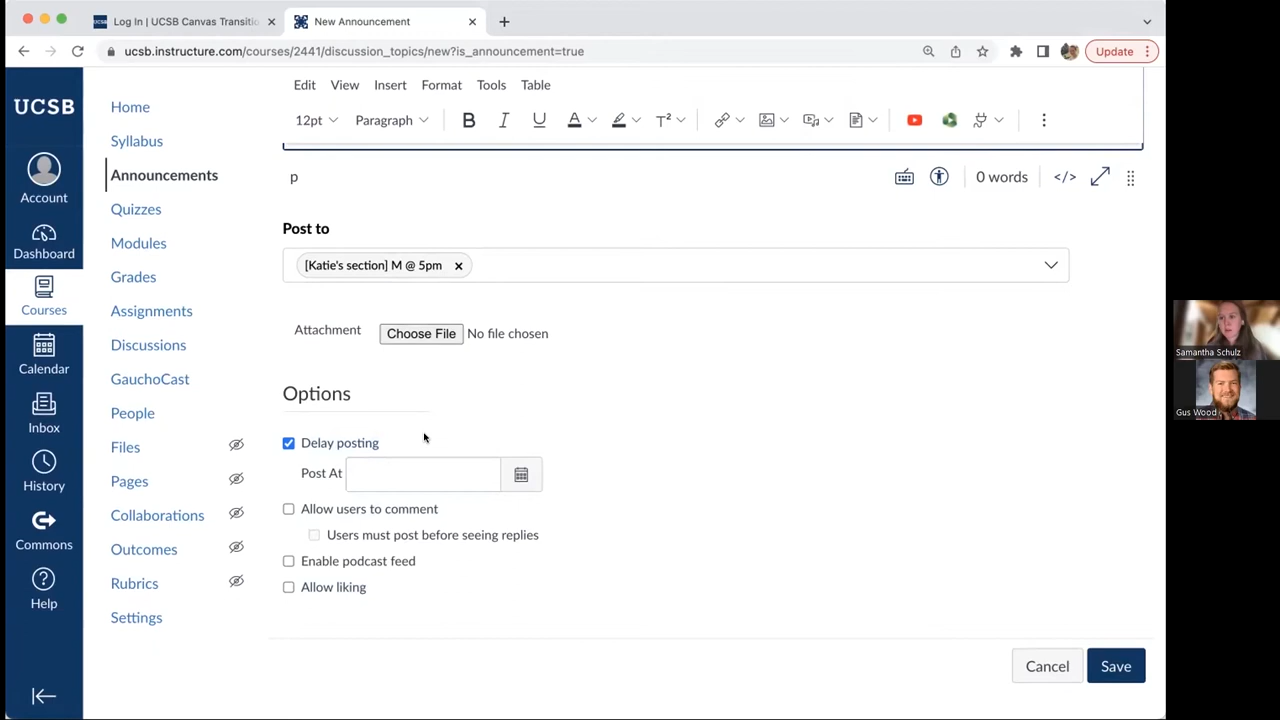 Log In | UCSB Canvas Transitio
New Announcement
ucsb.instructure.com/courses/2441/discussion_topics/new?is_announcement=true
Update
UCSB
Account
Dashboard
Courses
Calendar
Inbox
History
Commons
Help
Home
Syllabus
Announcements
Quizzes
Modules
Grades
Assignments
Discussions
GauchoCast
People
Files
Pages
Collaborations
Outcomes
Rubrics
Settings
Edit View Insert Format Tools Table
12pt Paragraph B I U A T²
p 0 words </>
Post to
[Katie's section] M @ 5pm
Attachment Choose File No file chosen
Options
Delay posting
Post At
Allow users to comment
Users must post before seeing replies
Enable podcast feed
Allow liking
Cancel Save
Samantha Schulz
Gus Wood